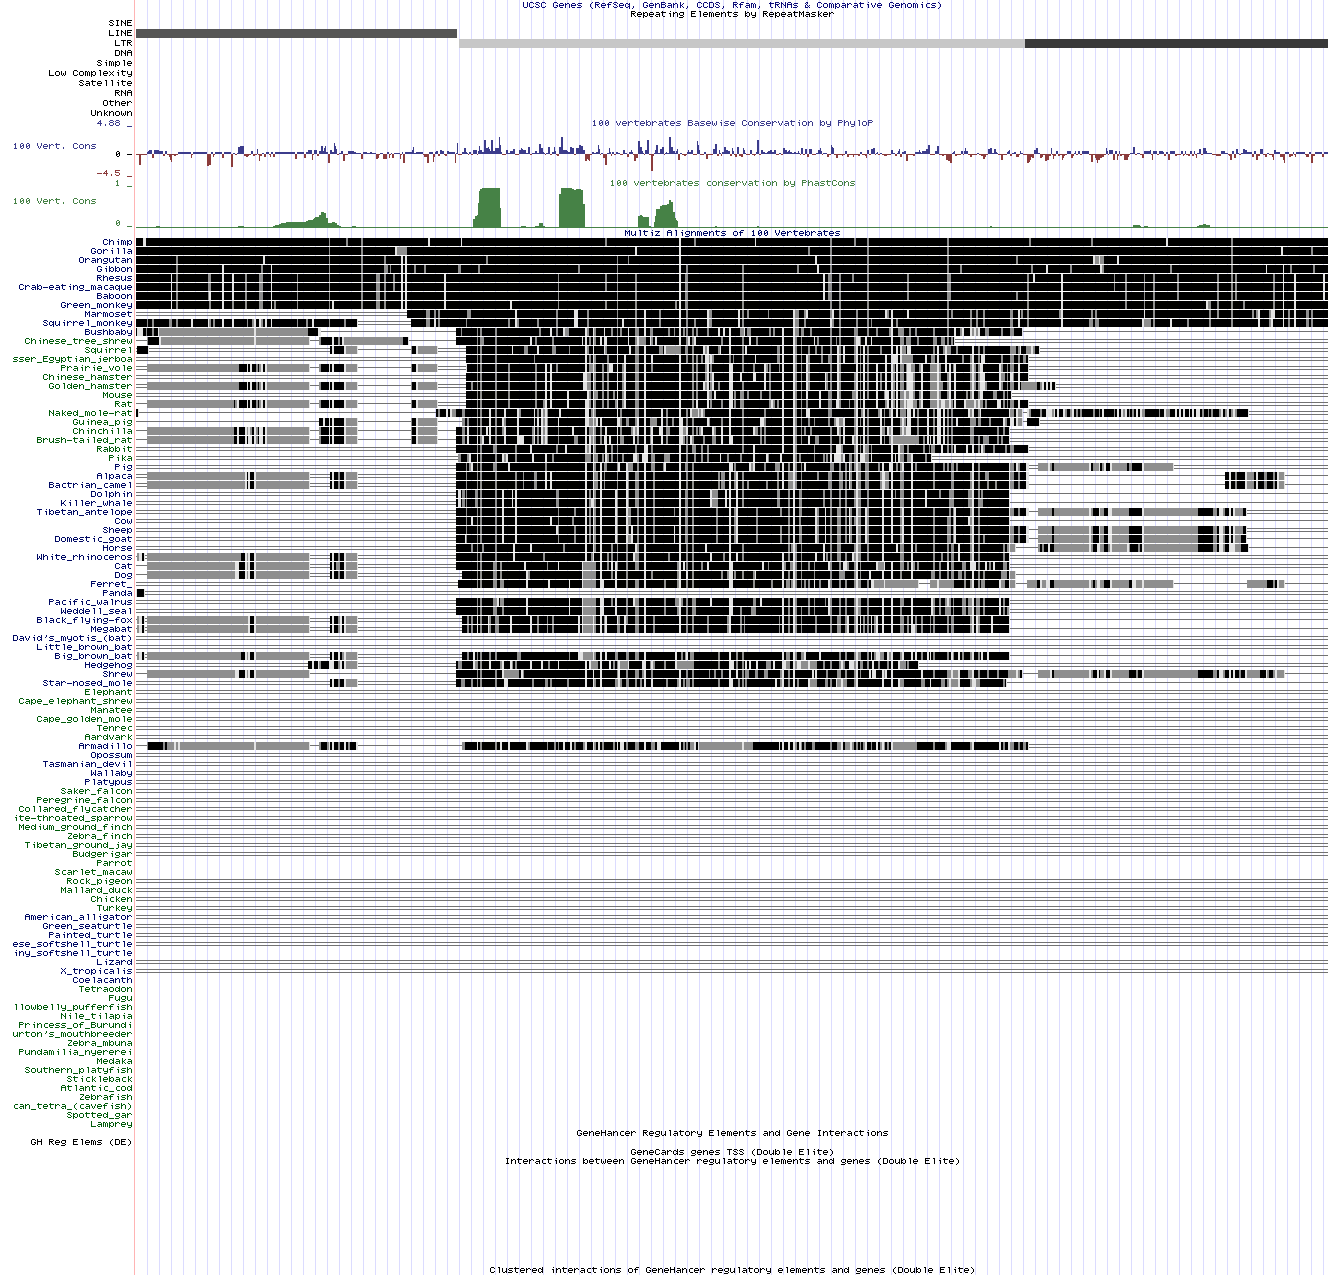 UCSC Genes (RefSeq, GenBank, CCDS, Rfam, tRNAs & Comparative Genomics)
Repeating Elements by RepeatMasker
SINE
LINE
LTR
DNA
Simple
Low Complexity
Satellite
RNA
Other
Unknown
100 vertebrates Basewise Conservation by PhyloP
4.88 _
100 Vert. Cons
0 -
-4.5 _
100 vertebrates conservation by PhastCons
1 _
100 Vert. Cons
0 _
Multiz Alignments of 100 Vertebrates
Chimp
Gorilla
Orangutan
Gibbon
Rhesus
Crab-eating_macaque
Baboon
Green_monkey
Marmoset
Squirrel_monkey
Bushbaby
Chinese_tree_shrew
Squirrel
sser_Egyptian_jerboa
Prairie_vole
Chinese_hamster
Golden_hamster
Mouse
Rat
Naked_mole-rat
Guinea_pig
Chinchilla
Brush-tailed_rat
Rabbit
Pika
Pig
Alpaca
Bactrian_camel
Dolphin
Killer_whale
Tibetan_antelope
Cow
Sheep
Domestic_goat
Horse
White_rhinoceros
Cat
Dog
Ferret_
Panda
Pacific_walrus
Weddell_seal
Black_flying-fox
Megabat
David's_myotis_(bat)
Little_brown_bat
Big_brown_bat
Hedgehog
Shrew
Star-nosed_mole
Elephant
Cape_elephant_shrew
Manatee
Cape_golden_mole
Tenrec
Aardvark
Armadillo
Opossum
Tasmanian_devil
Wallaby
Platypus
Saker_falcon
Peregrine_falcon
Collared_flycatcher
ite-throated_sparrow
Medium_ground_finch
Zebra_finch
Tibetan_ground_jay
Budgerigar
Parrot
Scarlet_macaw
Rock_pigeon
Mallard_duck
Chicken
Turkey
American_alligator
Green_seaturtle
Painted_turtle
ese_softshell_turtle
iny_softshell_turtle
Lizard
X_tropicalis
Coelacanth
Tetraodon
Fugu
llowbelly_pufferfish
Nile_tilapia
Princess_of_Burundi
urton's_mouthbreeder
Zebra_mbuna
Pundamilia_nyererei
Medaka
Southern_platyfish
Stickleback
Atlantic_cod
Zebrafish
can_tetra_(cavefish)
Spotted_gar
Lamprey
GeneHancer Regulatory Elements and Gene Interactions
GH Reg Elems (DE)
GeneCards genes TSS (Double Elite)
Interactions between GeneHancer regulatory elements and genes (Double Elite)
Clustered interactions of GeneHancer regulatory elements and genes (Double Elite)